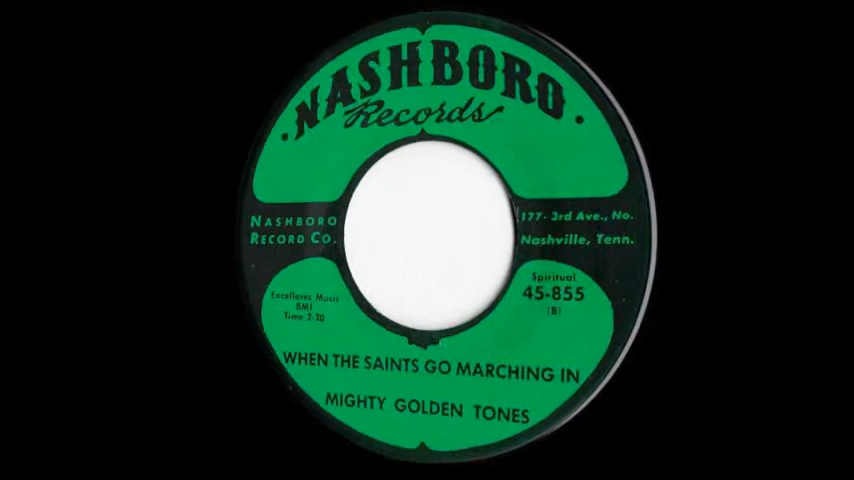 NASHBORO
Records
NASHBORO
RECORD CO.
177-3rd Ave., No.
Nashville, Tenn.
Excellorec Music
BMI
Time 2:10
Spiritual
45-855
(B)
WHEN THE SAINTS GO MARCHING IN
MIGHTY GOLDEN TONES